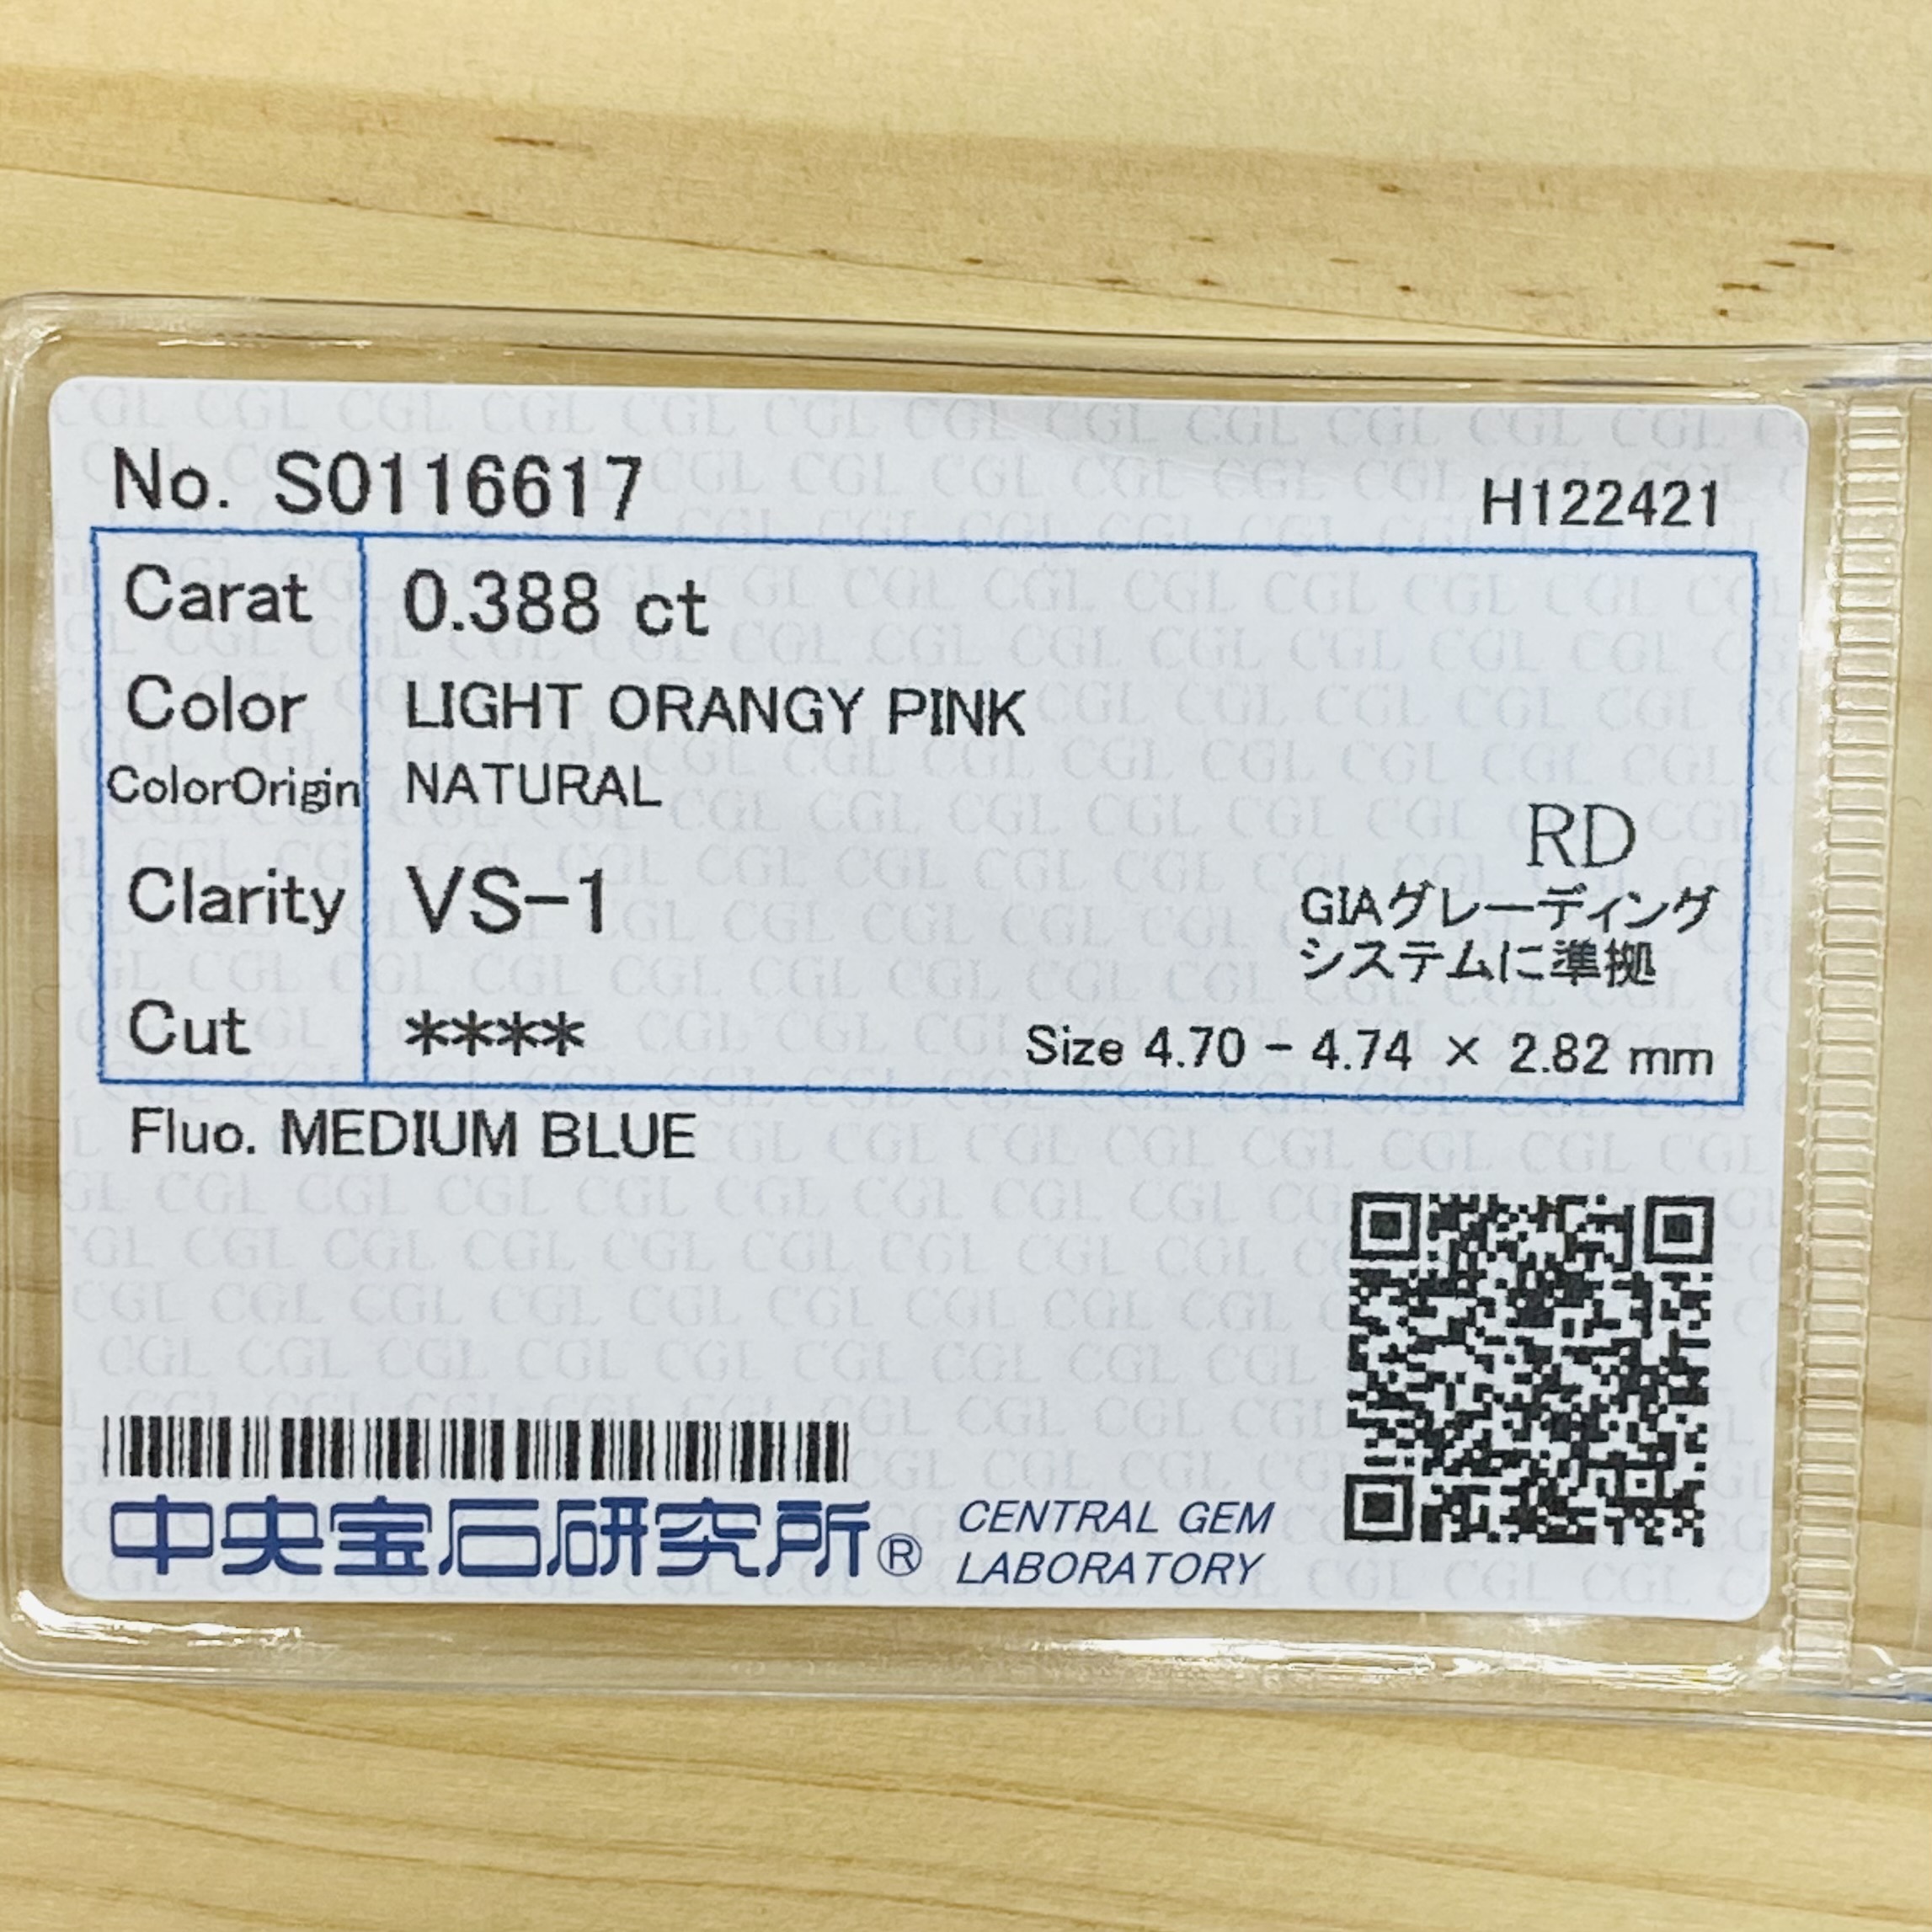 No. S0116617 H122421
Carat 0.388 ct
Color LIGHT ORANGY PINK
ColorOrigin NATURAL
RD
Clarity VS-1
GIAグレーディング
システムに準拠
Cut ****
Size 4.70 - 4.74 × 2.82 mm
Fluo. MEDIUM BLUE
中央宝石研究所®
CENTRAL GEM
LABORATORY